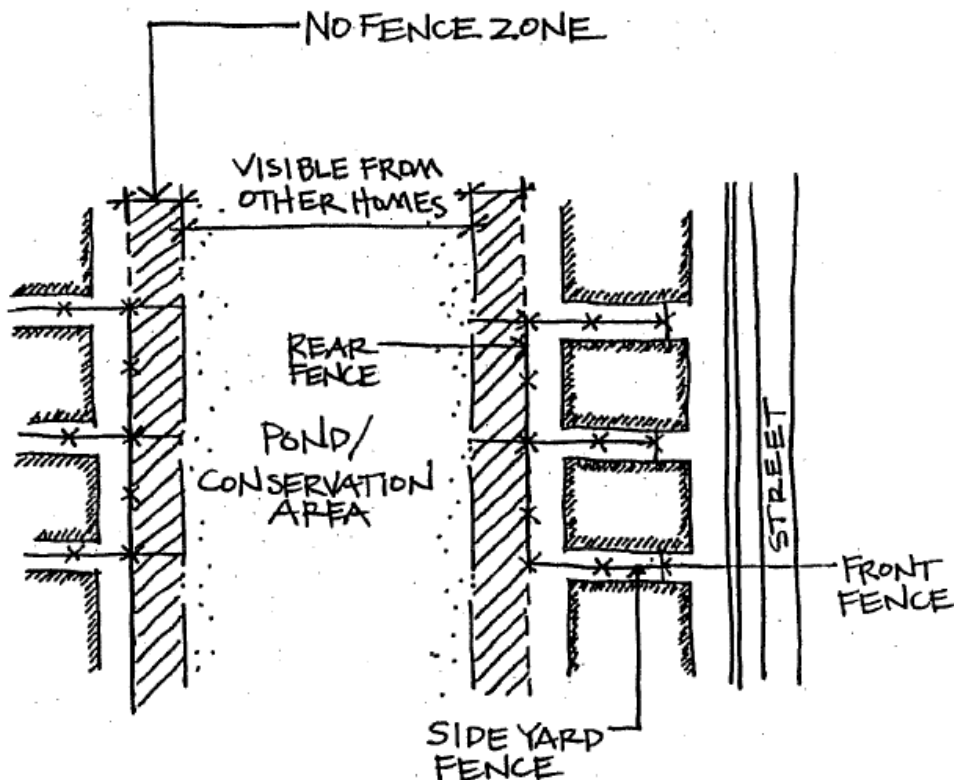 NO FENCE ZONE
VISIBLE FROM
OTHER HOMES
REAR
FENCE
POND/
CONSERVATION
AREA
STREET
FRONT
FENCE
SIDE YARD
FENCE